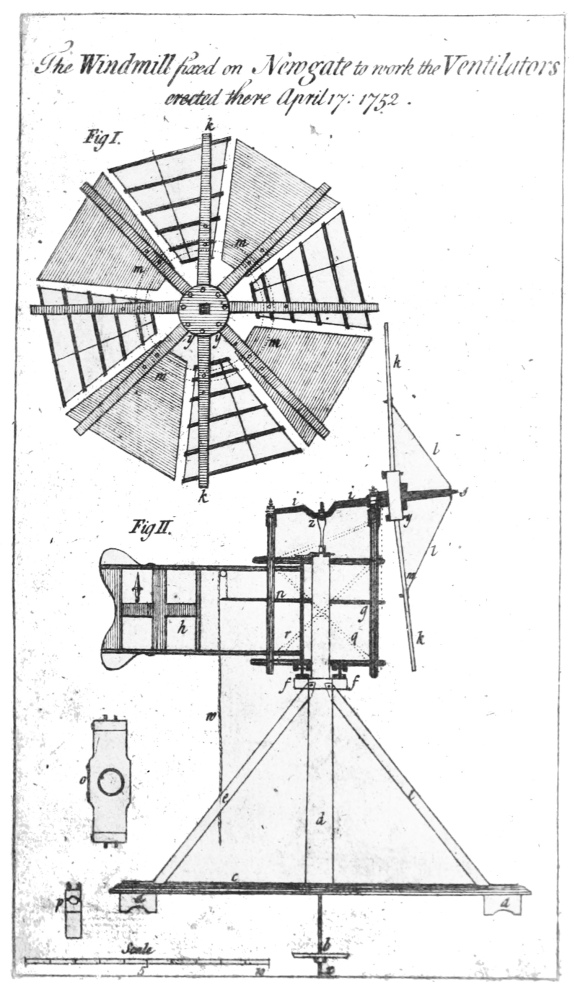 The Windmill fixed on Newgate to work the Ventilators
erected there April 17: 1752.
Fig I.
k
m
m
m
m
y
g
k
k
l
s
i
i
z
y
l
m
k
Fig II.
n
g
h
r
q
f
f
w
o
e
d
c
a
a
p
b
x
Scale
5
10